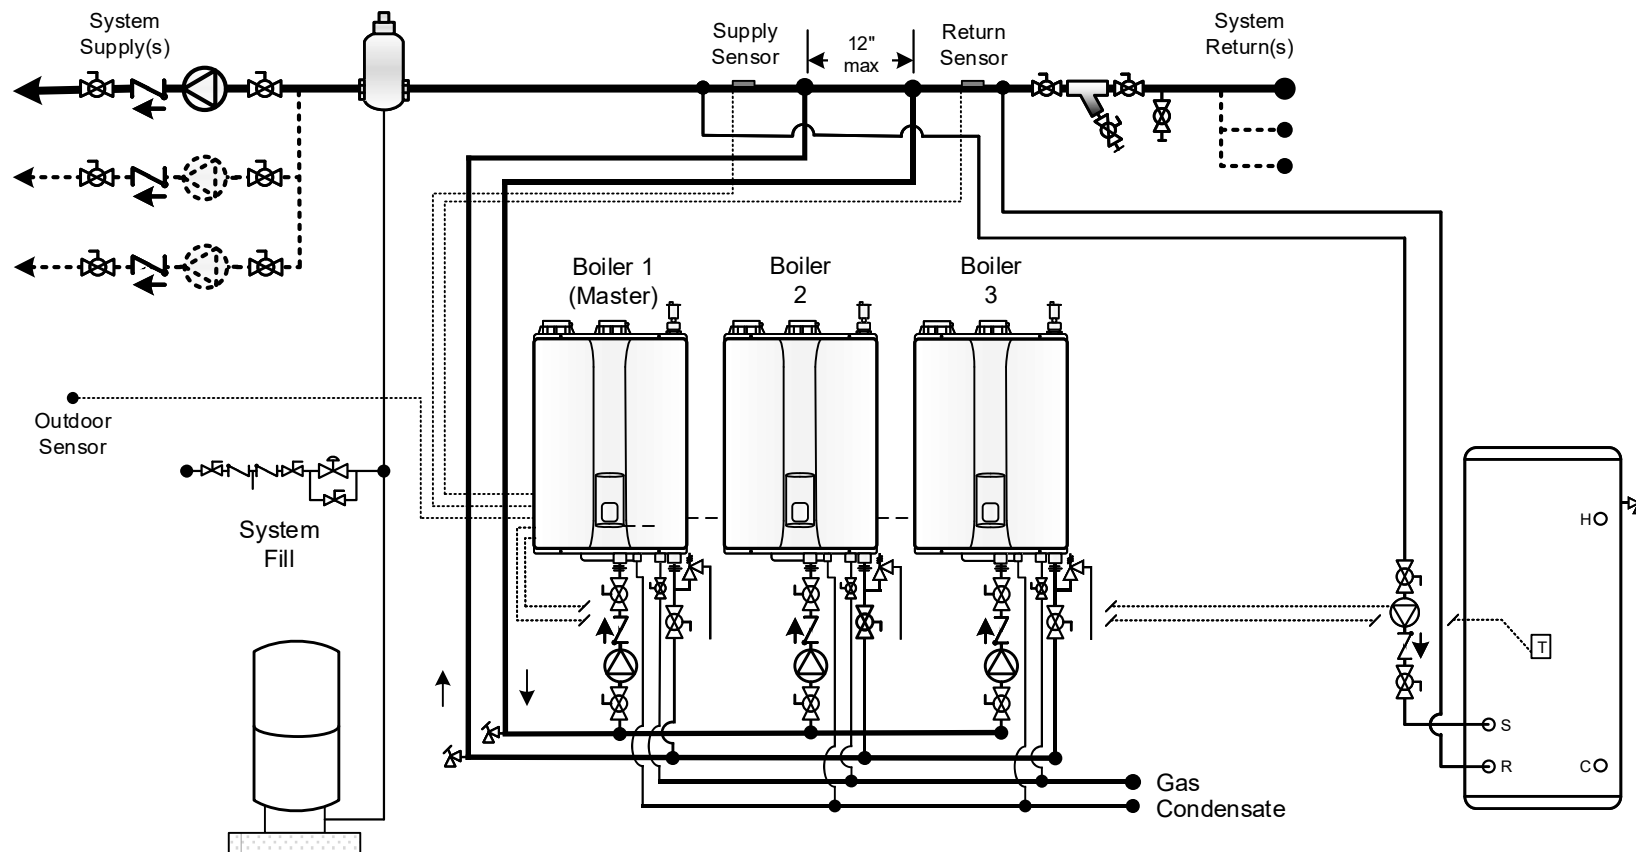 System
Supply(s)
Supply
Sensor
12"
max
Return
Sensor
System
Return(s)
Boiler 1
(Master)
Boiler
2
Boiler
3
Outdoor
Sensor
System
Fill
H
T
S
R
C
Gas
Condensate